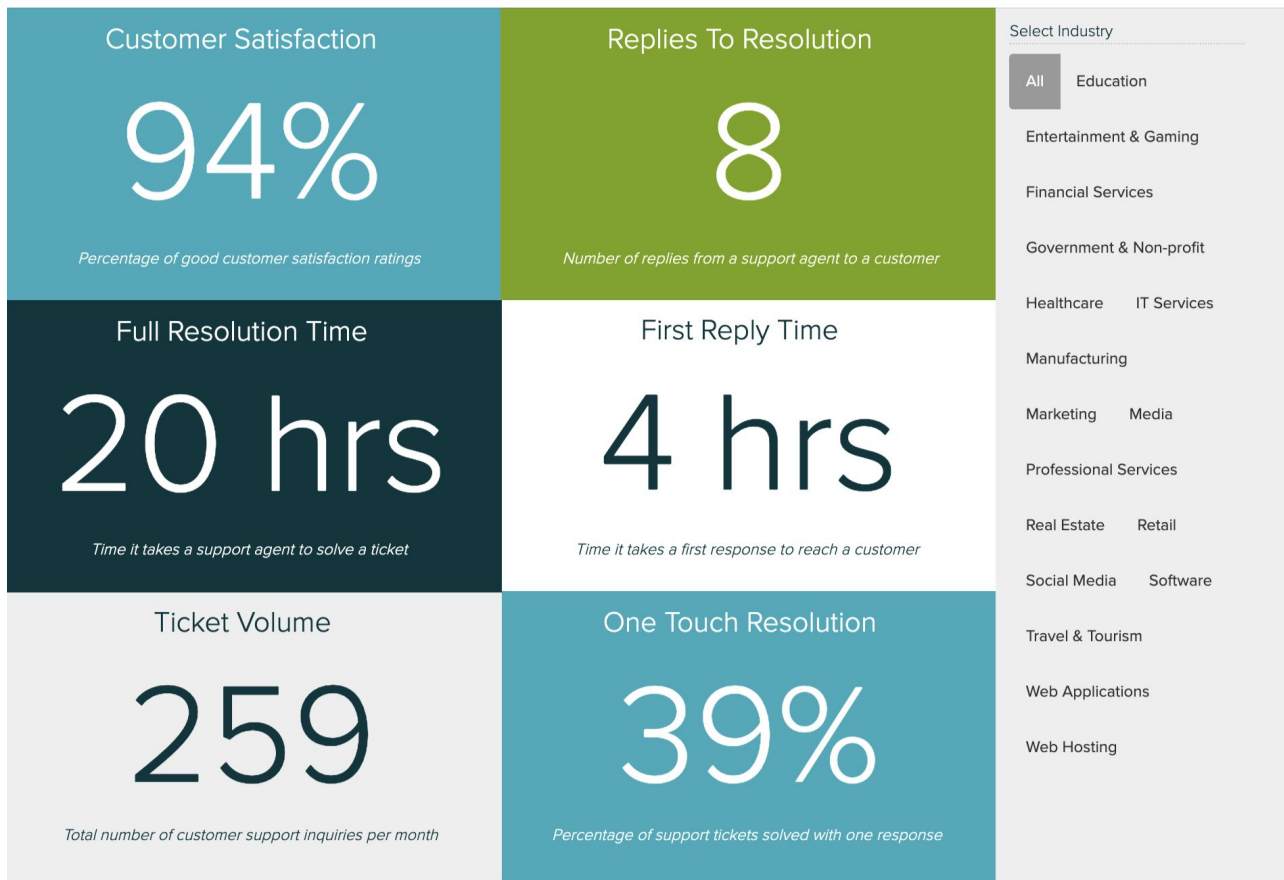 Customer Satisfaction
94%
Percentage of good customer satisfaction ratings
Replies To Resolution
8
Number of replies from a support agent to a customer
Full Resolution Time
20 hrs
Time it takes a support agent to solve a ticket
First Reply Time
4 hrs
Time it takes a first response to reach a customer
Ticket Volume
259
Total number of customer support inquiries per month
One Touch Resolution
39%
Percentage of support tickets solved with one response
Select Industry
All Education
Entertainment & Gaming
Financial Services
Government & Non-profit
Healthcare IT Services
Manufacturing
Marketing Media
Professional Services
Real Estate Retail
Social Media Software
Travel & Tourism
Web Applications
Web Hosting